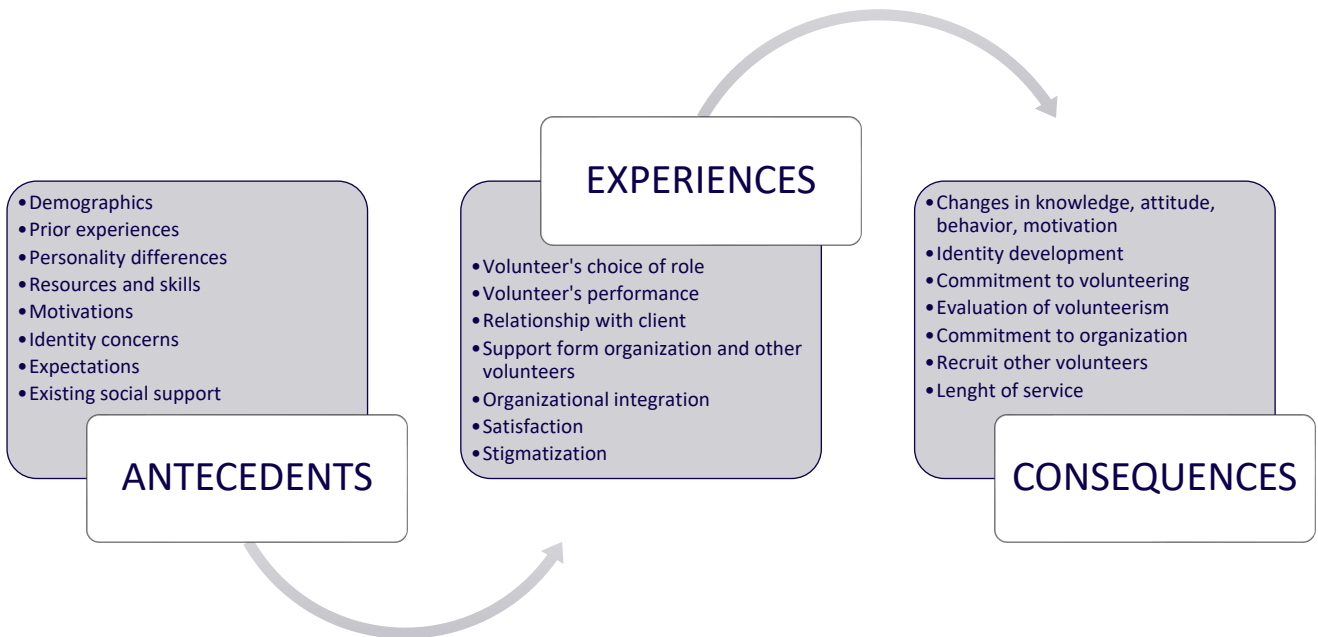 • Demographics
• Prior experiences
• Personality differences
• Resources and skills
• Motivations
• Identity concerns
• Expectations
• Existing social support
ANTECEDENTS
EXPERIENCES
• Volunteer's choice of role
• Volunteer's performance
• Relationship with client
• Support form organization and other
volunteers
• Organizational integration
• Satisfaction
• Stigmatization
• Changes in knowledge, attitude,
behavior, motivation
• Identity development
• Commitment to volunteering
• Evaluation of volunteerism
• Commitment to organization
• Recruit other volunteers
• Lenght of service
CONSEQUENCES